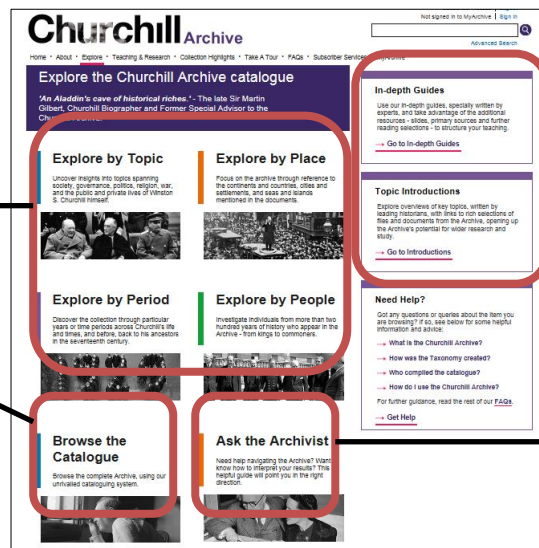 Churchill Archive
Not signed in to MyArchive | Sign in
Advanced Search
Home • About • Explore • Teaching & Research • Collection Highlights • Take A Tour • FAQs • Subscriber Services
Explore the Churchill Archive catalogue
'An Aladdin's cave of historical riches.' - The late Sir Martin
Gilbert, Churchill Biographer and Former Special Advisor to the
Explore by Topic
Uncover insights into topics spanning
society, governance, politics, religion, war,
and the public and private lives of Winston
S. Churchill himself.
Explore by Place
Focus on the archive through reference to
the continents and countries, cities and
settlements, and seas and islands
mentioned in the documents.
Explore by Period
Discover the collection through particular
years or time periods across Churchill's life
and times, and before, back to his ancestors
in the seventeenth century.
Explore by People
Investigate individuals from more than two
hundred years of history who appear in the
Archive - from kings to commoners.
Browse the
Catalogue
Browse the complete Archive, using our
unrivalled cataloguing system.
Ask the Archivist
Need help navigating the Archive? Want
know how to interpret your results? This
helpful guide will point you in the right
direction.
In-depth Guides
Use our in-depth guides, specially written by
experts, and take advantage of the additional
resources - slides, primary sources and further
reading selections - to structure your teaching.
→ Go to In-depth Guides
Topic Introductions
Explore overviews of key topics, written by
leading historians, with links to rich selections of
files and documents from the Archive, opening up
the Archive's potential for wider research and
study.
→ Go to Introductions
Need Help?
Got any questions or queries about the item you
are browsing? If so, see below for some helpful
information and advice:
→ What is the Churchill Archive?
→ How was the Taxonomy created?
→ Who compiled the catalogue?
→ How do I use the Churchill Archive?
For further guidance, read the rest of our FAQs.
→ Get Help